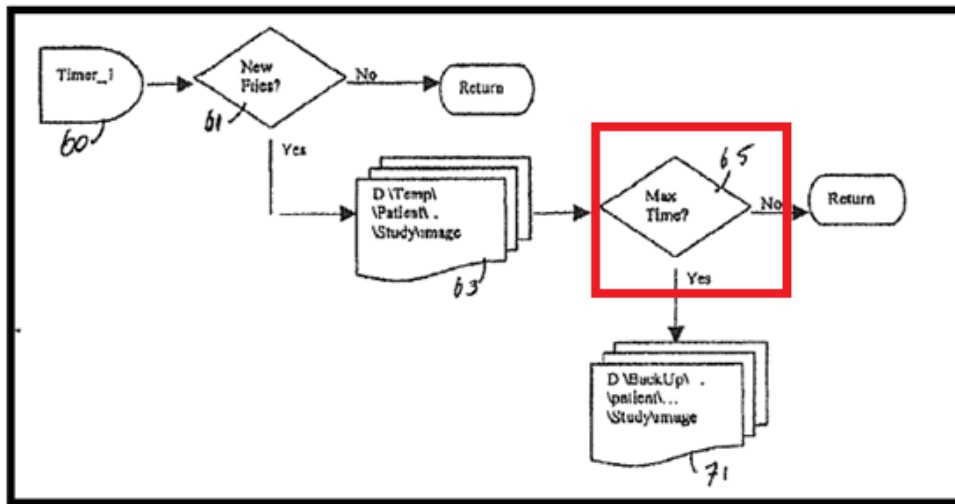 Timer_1
60
New
Files?
61
No
Return
Yes
D \Temp\
\Patient\ .
\Study\image
63
Max
Time?
65
No
Return
Yes
D \BackUp\ .
\patient\...
\Study\image
71